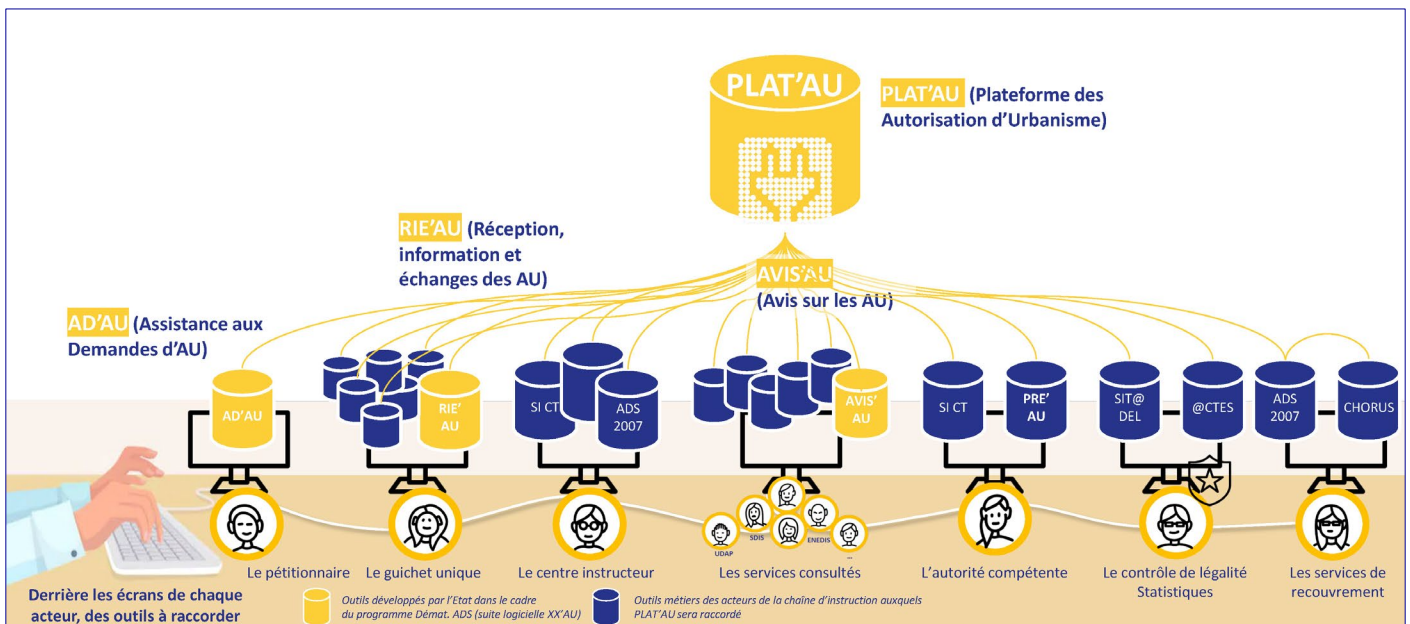 PLAT'AU
PLAT'AU (Plateforme des
Autorisation d'Urbanisme)
RIE'AU (Réception,
information et
échanges des AU)
AVIS'AU
(Avis sur les AU)
AD'AU (Assistance aux
Demandes d'AU)
AD'AU
RIE'
AU
SI CT
ADS
2007
AVIS'
AU
SI CT
PRE'
AU
SIT@
DEL
@CTES
ADS
2007
CHORUS
UDAP
SDIS
ENEDIS
...
Le pétitionnaire
Le guichet unique
Le centre instructeur
Les services consultés
L'autorité compétente
Le contrôle de légalité
Statistiques
Les services de
recouvrement
Derrière les écrans de chaque
acteur, des outils à raccorder
Outils développés par l'Etat dans le cadre
du programme Démat. ADS (suite logicielle XX'AU)
Outils métiers des acteurs de la chaîne d'instruction auxquels
PLAT'AU sera raccordé